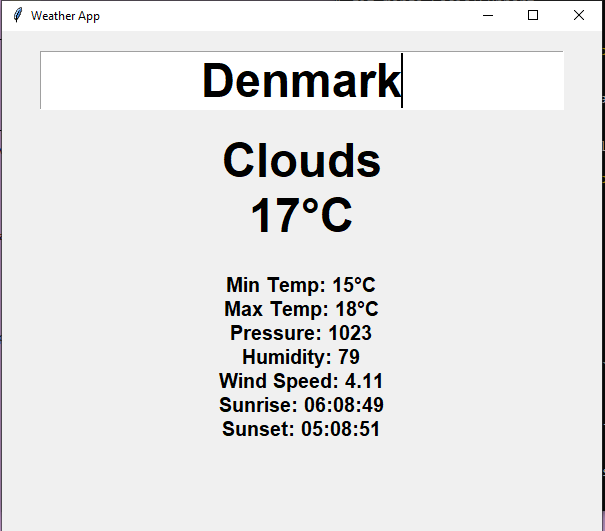 Weather App
Denmark
Clouds
17°C
Min Temp: 15°C
Max Temp: 18°C
Pressure: 1023
Humidity: 79
Wind Speed: 4.11
Sunrise: 06:08:49
Sunset: 05:08:51